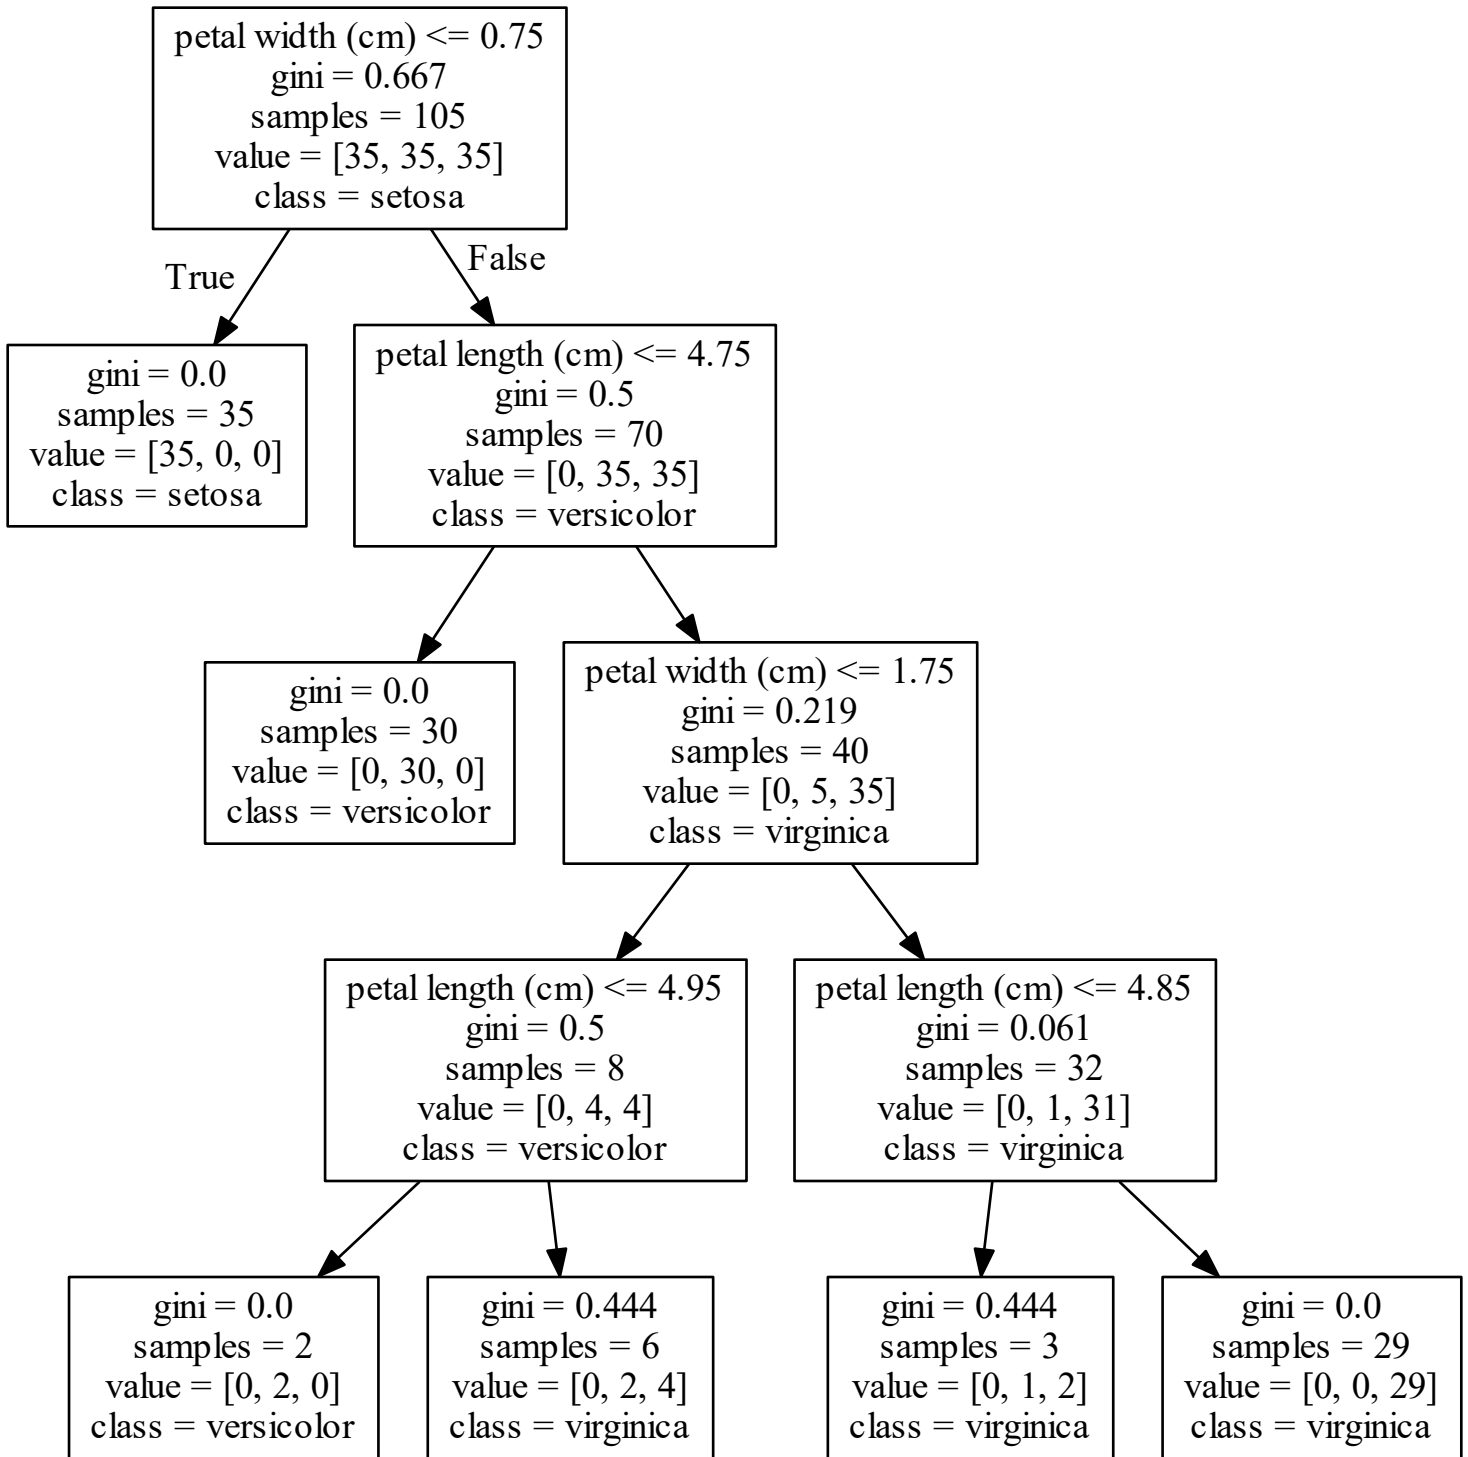 petal width (cm) <= 0.75
gini = 0.667
samples = 105
value = [35, 35, 35]
class = setosa
True
False
gini = 0.0
samples = 35
value = [35, 0, 0]
class = setosa
petal length (cm) <= 4.75
gini = 0.5
samples = 70
value = [0, 35, 35]
class = versicolor
gini = 0.0
samples = 30
value = [0, 30, 0]
class = versicolor
petal width (cm) <= 1.75
gini = 0.219
samples = 40
value = [0, 5, 35]
class = virginica
petal length (cm) <= 4.95
gini = 0.5
samples = 8
value = [0, 4, 4]
class = versicolor
petal length (cm) <= 4.85
gini = 0.061
samples = 32
value = [0, 1, 31]
class = virginica
gini = 0.0
samples = 2
value = [0, 2, 0]
class = versicolor
gini = 0.444
samples = 6
value = [0, 2, 4]
class = virginica
gini = 0.444
samples = 3
value = [0, 1, 2]
class = virginica
gini = 0.0
samples = 29
value = [0, 0, 29]
class = virginica